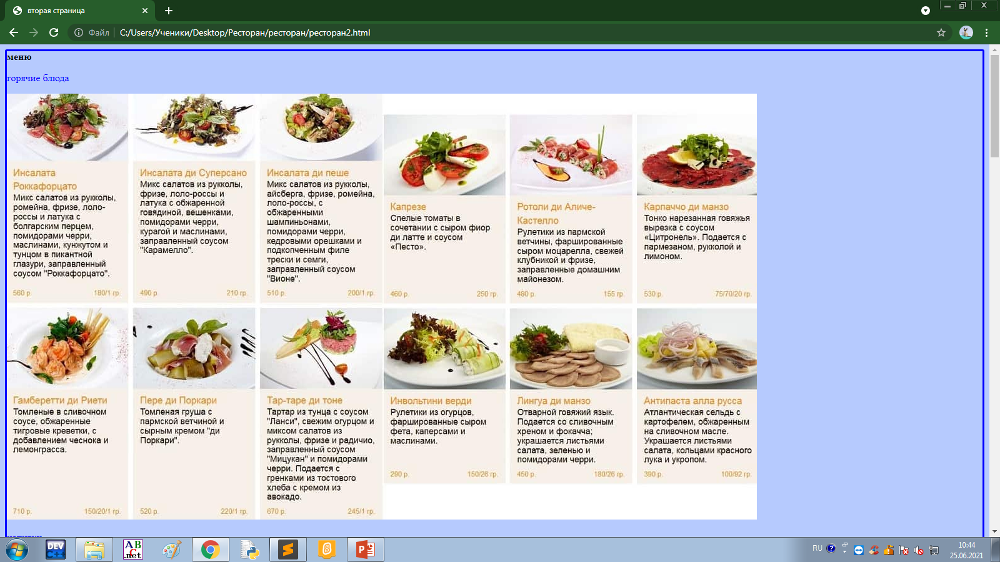 вторая страница
Файл
C:/Users/Ученики/Desktop/Ресторан/ресторан/ресторан2.html
меню
горячие блюда
Инсалата
Роккафорцато
Микс салатов из рукколы,
ромейна, фризе, лоло-
россы и латука с
болгарским перцем,
помидорами черри,
маслинами, кунжутом и
тунцом в пикантной
глазури, заправленный
соусом "Роккафорцато".
560 р.
180/1 гр.
Инсалата ди Суперсано
Микс салатов из рукколы,
фризе, лоло-россы и
латука с обжаренной
говядиной, вешенками,
помидорами черри,
курагой и маслинами,
заправленный соусом
"Карамелло".
490 р.
210 гр.
Инсалата ди пеше
Микс салатов из рукколы,
айсберга, фризе, ромейна,
лоло-россы, с
обжаренными
шампиньонами,
помидорами черри,
кедровыми орешками и
подкопченным филе
трески и семги,
заправленный соусом
"Вионе".
510 р.
200/1 гр.
Капрезе
Спелые томаты в
сочетании с сыром фиор
ди латте и соусом
«Песто».
460 р.
250 гр.
Ротоли ди Аличе-
Кастелло
Рулетики из пармской
ветчины, фаршированные
сыром моцарелла, свежей
клубникой и фризе,
заправленные домашним
майонезом.
480 р.
155 гр.
Карпаччо ди манзо
Тонко нарезанная говяжья
вырезка с соусом
«Цитронель». Подается с
пармезаном, рукколой и
лимоном.
530 р.
75/70/20 гр.
Гамберетти ди Риети
Томленые в сливочном
соусе, обжаренные
тигровые креветки, с
добавлением чеснока и
лемонграсса.
710 р.
150/20/1 гр.
Пере ди Поркари
Томленая груша с
пармской ветчиной и
сырным кремом "ди
Поркари".
520 р.
220/1 гр.
Тар-таре ди тоне
Тартар из тунца с соусом
"Ланси", свежим огурцом и
миксом салатов из
рукколы, фризе и радичио,
заправленный соусом
"Мицукан" и помидорами
черри. Подается с
гренками из тостового
хлеба с кремом из
авокадо.
670 р.
245/1 гр.
Инвольтини верди
Рулетики из огурцов,
фаршированные сыром
фета, каперсами и
маслинами.
290 р.
150/26 гр.
Лингуа ди манзо
Отварной говяжий язык.
Подается со сливочным
хреном и фокачча;
украшается листьями
салата, зеленью и
помидорами черри.
450 р.
180/26 гр.
Антипаста алла русса
Атлантическая сельдь с
картофелем, обжаренным
на сливочном масле.
Украшается листьями
салата, кольцами красного
лука и укропом.
390 р.
100/92 гр.
DEV
C++
A B
C
.net
RU
10:44
25.06.2021